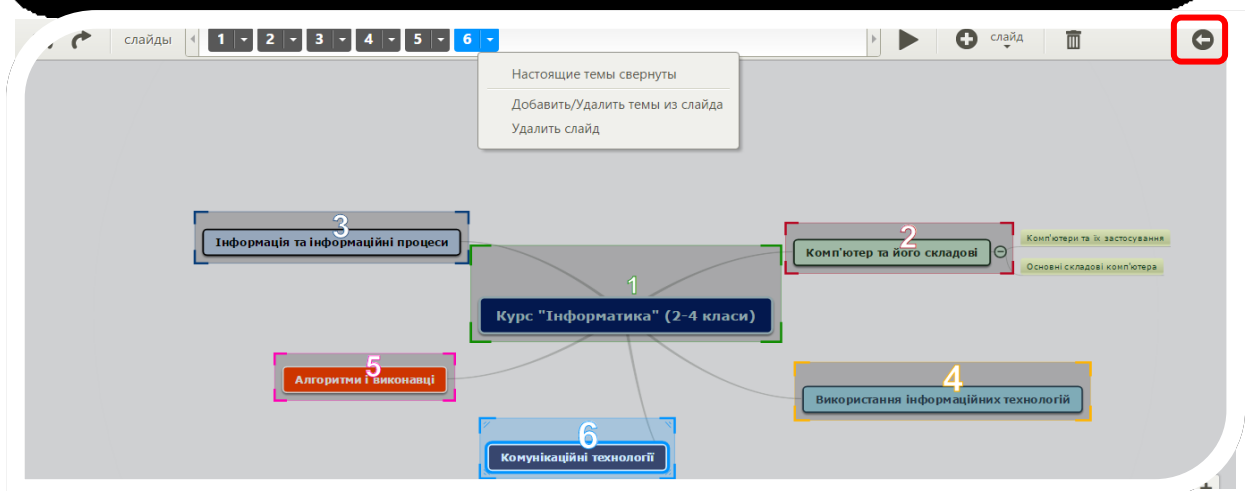 слайды 1 2 3 4 5 6 слайд
Настоящие темы свернуты
Добавить/Удалить темы из слайда
Удалить слайд
3
Інформація та інформаційні процеси
2
Комп'ютер та його складові
Комп'ютери та їх застосування
Основні складові комп'ютера
1
Курс "Інформатика" (2-4 класи)
5
Алгоритми і виконавці
4
Використання інформаційних технологій
6
Комунікаційні технології